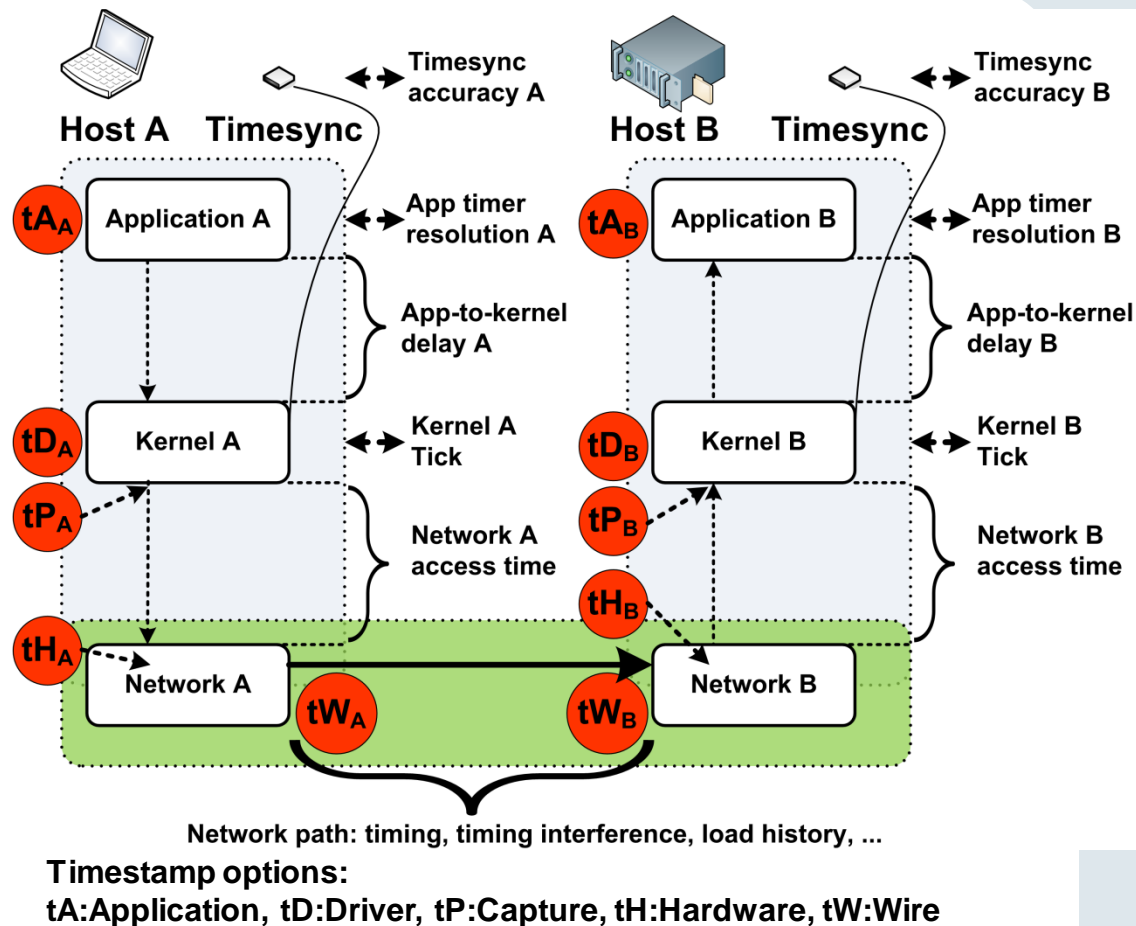 Timesync
accuracy A
Timesync
accuracy B
Host A
Timesync
Host B
Timesync
tAA
Application A
App timer
resolution A
tAB
Application B
App timer
resolution B
App-to-kernel
delay A
App-to-kernel
delay B
tDA
Kernel A
Kernel A
Tick
tDB
Kernel B
Kernel B
Tick
tPA
tPB
Network A
access time
Network B
access time
tHA
tHB
Network A
Network B
tWA
tWB
Network path: timing, timing interference, load history, ...
Timestamp options:
tA:Application, tD:Driver, tP:Capture, tH:Hardware, tW:Wire